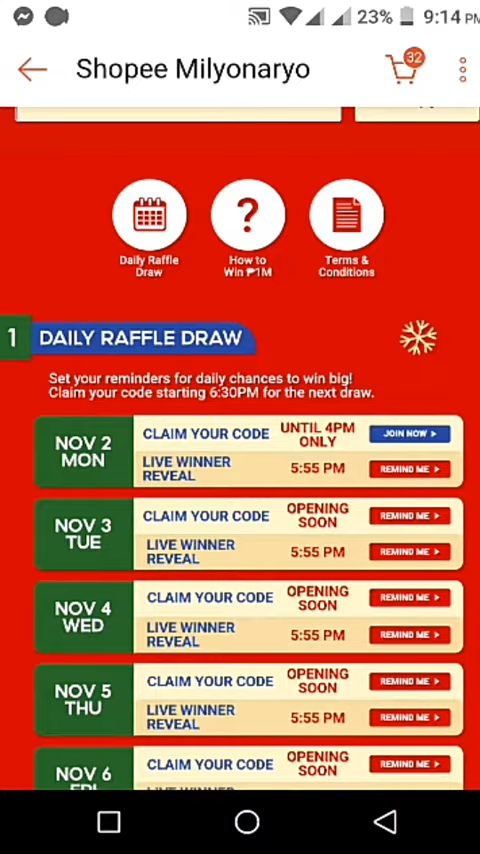 23% 9:14 PM
Shopee Milyonaryo
32
Daily Raffle
Draw
How to
Win ₱1M
Terms &
Conditions
1 DAILY RAFFLE DRAW
Set your reminders for daily chances to win big!
Claim your code starting 6:30PM for the next draw.
NOV 2
MON
CLAIM YOUR CODE
UNTIL 4PM
ONLY
JOIN NOW
LIVE WINNER
REVEAL
5:55 PM
REMIND ME
NOV 3
TUE
CLAIM YOUR CODE
OPENING
SOON
REMIND ME
LIVE WINNER
REVEAL
5:55 PM
REMIND ME
NOV 4
WED
CLAIM YOUR CODE
OPENING
SOON
REMIND ME
LIVE WINNER
REVEAL
5:55 PM
REMIND ME
NOV 5
THU
CLAIM YOUR CODE
OPENING
SOON
REMIND ME
LIVE WINNER
REVEAL
5:55 PM
REMIND ME
NOV 6
FRI
CLAIM YOUR CODE
OPENING
SOON
REMIND ME
LIVE WINNER